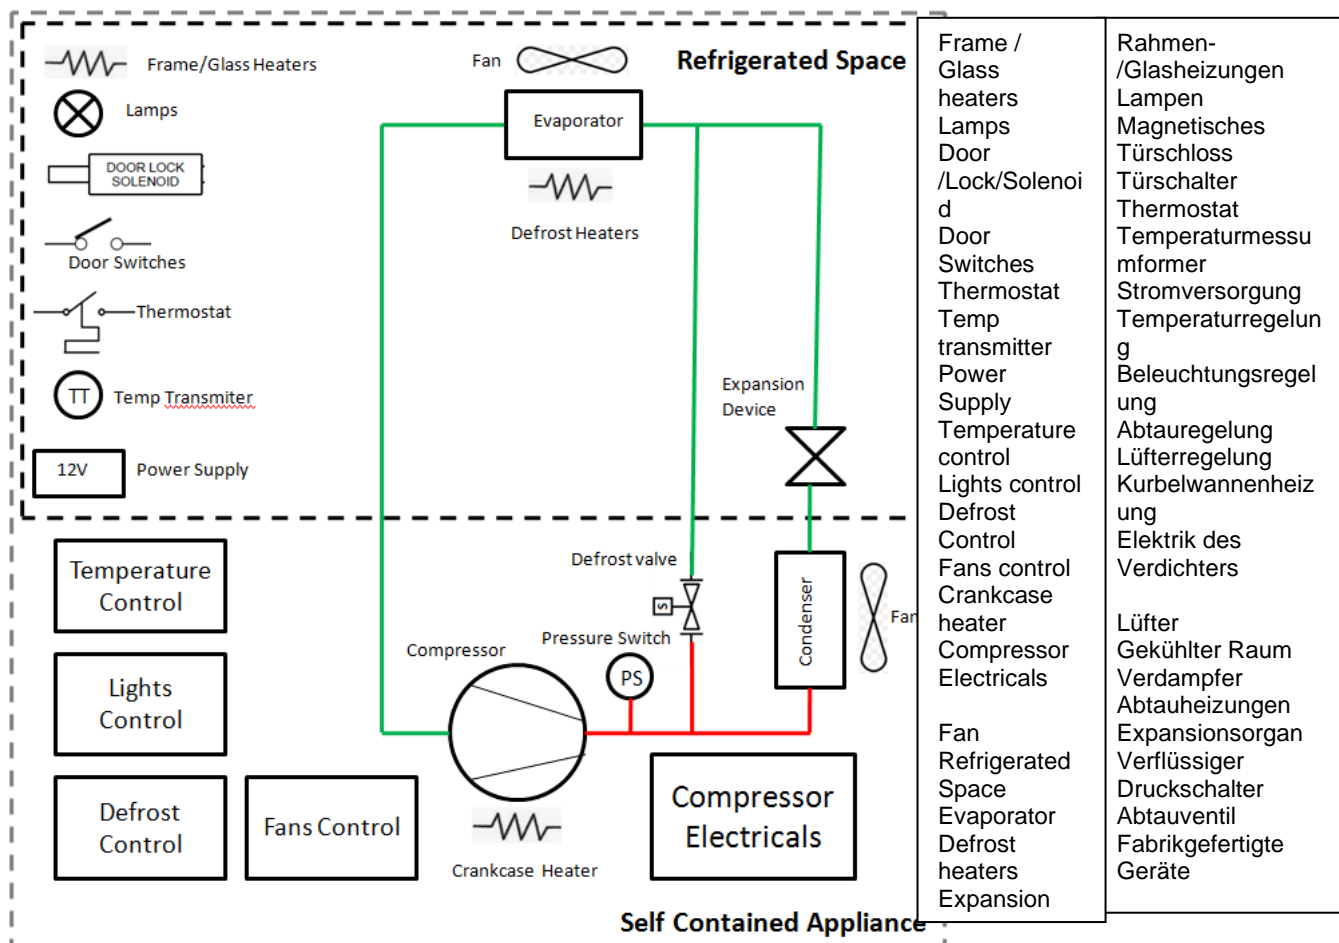 Frame/Glass Heaters
Lamps
DOOR LOCK
SOLENOID
Door Switches
Thermostat
TT
Temp Transmiter
12V
Power Supply
Fan
Refrigerated Space
Evaporator
Defrost Heaters
Expansion
Device
Temperature
Control
Lights
Control
Defrost
Control
Fans Control
Defrost valve
S
Pressure Switch
PS
Compressor
Condenser
Fan
Crankcase Heater
Compressor
Electricals
Self Contained Appliance
Frame /
Glass
heaters
Lamps
Door
/Lock/Solenoi
d
Door
Switches
Thermostat
Temp
transmitter
Power
Supply
Temperature
control
Lights control
Defrost
Control
Fans control
Crankcase
heater
Compressor
Electricals
Fan
Refrigerated
Space
Evaporator
Defrost
heaters
Expansion
Rahmen-
/Glasheizungen
Lampen
Magnetisches
Türschloss
Türschalter
Thermostat
Temperaturmessu
mformer
Stromversorgung
Temperaturregelun
g
Beleuchtungsregel
ung
Abtauregelung
Lüfterregelung
Kurbelwannenheiz
ung
Elektrik des
Verdichters
Lüfter
Gekühlter Raum
Verdampfer
Abtauheizungen
Expansionsorgan
Verflüssiger
Druckschalter
Abtauventil
Fabrikgefertigte
Geräte